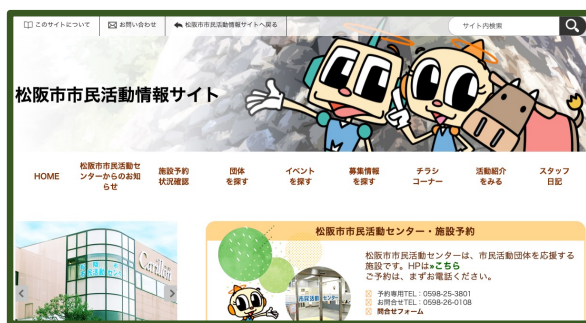 このサイトについて
お問い合わせ
松阪市市民活動情報サイトへ戻る
サイト内検索
松阪市市民活動情報サイト
HOME
松阪市市民活動セ
ンターからのお知
らせ
施設予約
状況確認
団体
を探す
イベント
を探す
募集情報
を探す
チラシ
コーナー
活動紹介
をみる
スタッフ
日記
松阪市市民活動センター・施設予約
松阪市市民活動センターは、市民活動団体を応援する
施設です。HPは»こちら
ご予約は、まずお電話ください。
予約専用TEL：0598-25-3801
お問合せTEL：0598-26-0108
問合せフォーム
市民活動センター